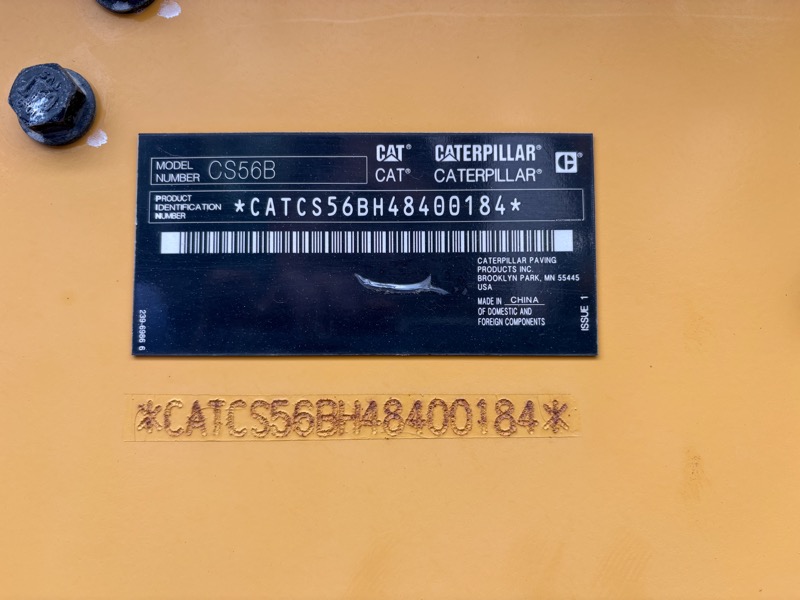 CAT® CATERPILLAR®
MODEL NUMBER CS56B
CAT® CATERPILLAR®
PRODUCT IDENTIFICATION NUMBER *CATCS56BH48400184*
CATERPILLAR PAVING
PRODUCTS INC.
BROOKLYN PARK, MN 55445
USA
MADE IN CHINA
OF DOMESTIC AND
FOREIGN COMPONENTS
239-6966 6
ISSUE 1
*CATCS56BH48400184*